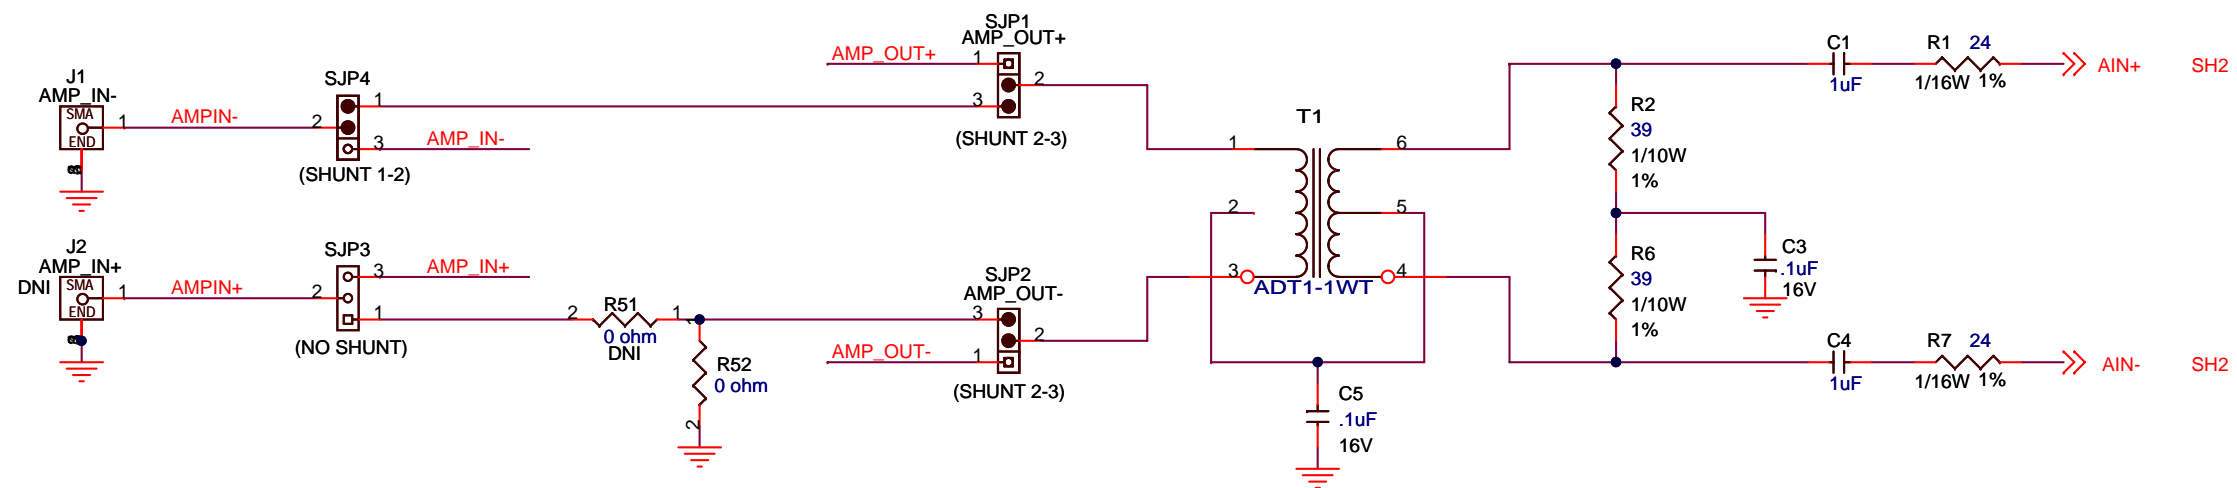 J1
AMP_IN-
SMA
END
1
AMPIN-
SJP4
2
1
3
AMP_IN-
(SHUNT 1-2)
J2
AMP_IN+
DNI
SMA
END
1
AMPIN+
SJP3
2
3
1
AMP_IN+
(NO SHUNT)
2
R51
1
0 ohm
DNI
R52
0 ohm
2
SJP1
AMP_OUT+
AMP_OUT+
1
2
3
(SHUNT 2-3)
SJP2
AMP_OUT-
3
2
AMP_OUT-
1
(SHUNT 2-3)
T1
1
2
3
6
5
4
ADT1-1WT
C5
.1uF
16V
R2
39
1/10W
1%
R6
39
1/10W
1%
C3
.1uF
16V
C1
1uF
R1 24
1/16W 1%
AIN+ SH2
C4
1uF
R7 24
1/16W 1%
AIN- SH2